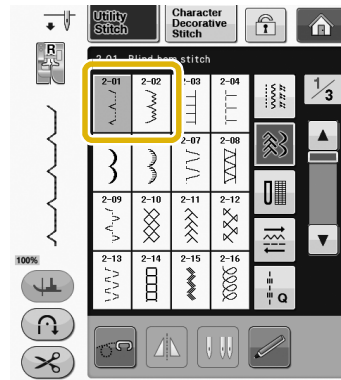 Utility
Stitch
Character
Decorative
Stitch
R
2-01 Blind hem stitch
2-01 2-02 2-03 2-04
1/3
2-07 2-08
2-09 2-10 2-11 2-12
2-13 2-14 2-15 2-16
100%
Q